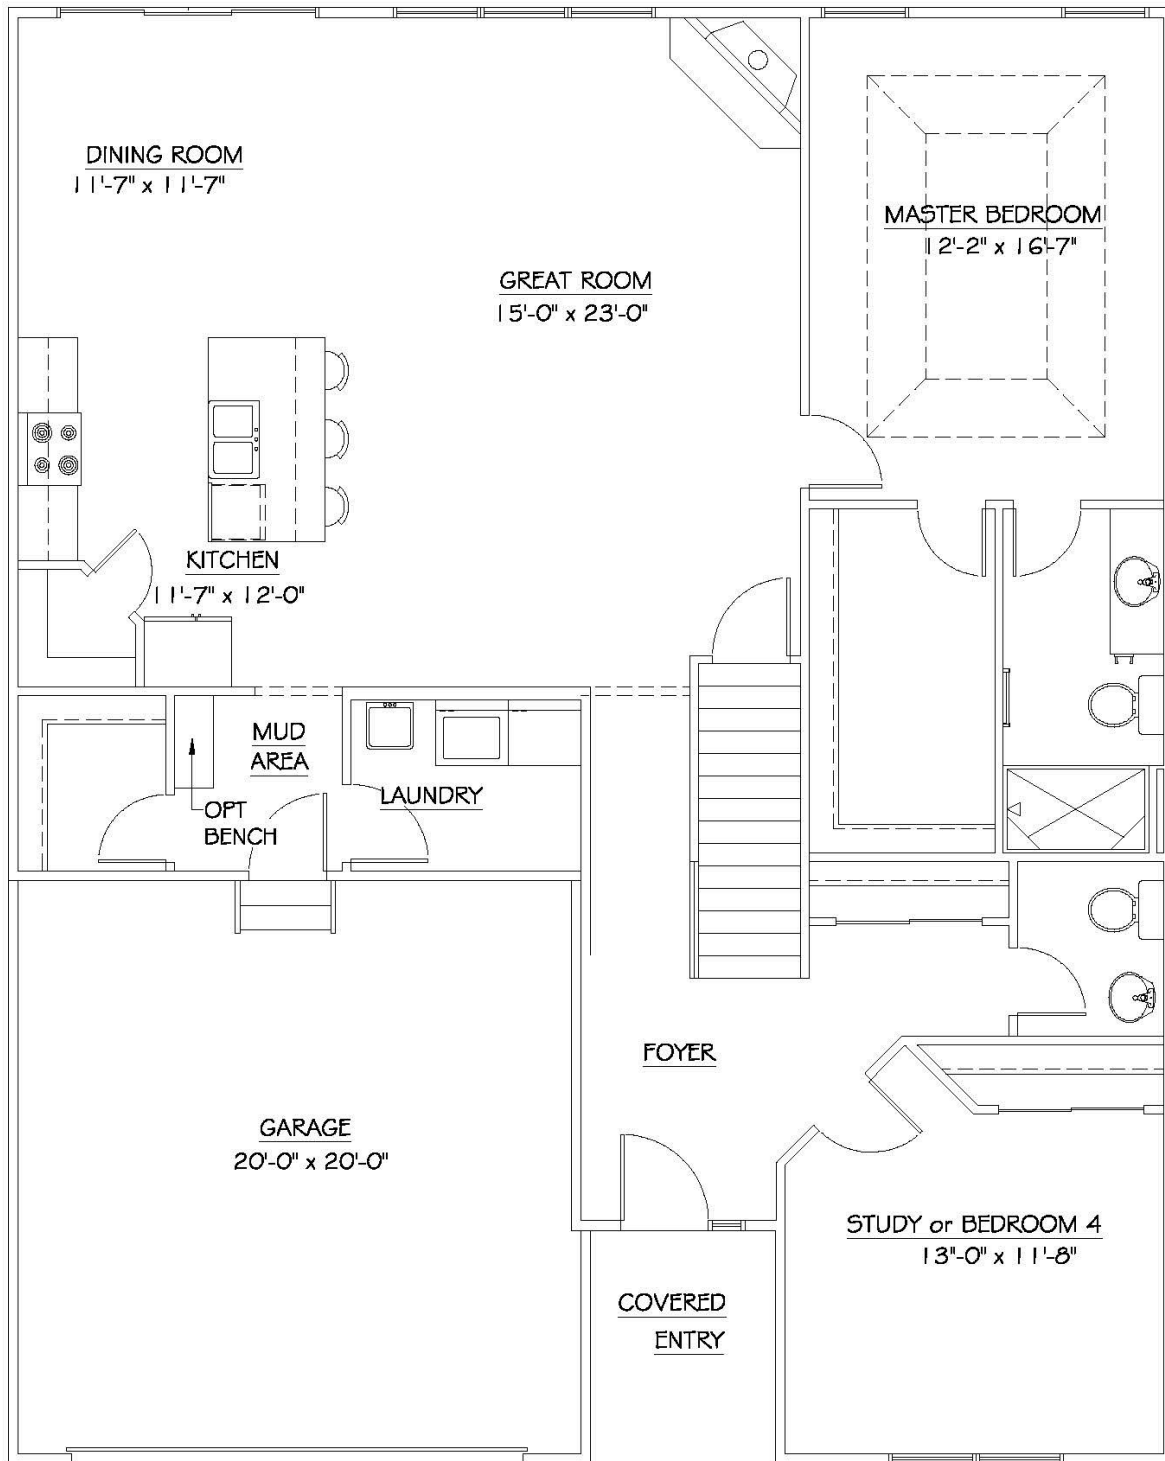 DINING ROOM
11'-7" x 11'-7"
MASTER BEDROOM
12'-2" x 16'-7"
GREAT ROOM
15'-0" x 23'-0"
KITCHEN
11'-7" x 12'-0"
MUD
AREA
LAUNDRY
OPT
BENCH
FOYER
GARAGE
20'-0" x 20'-0"
STUDY or BEDROOM 4
13"-0" x 11'-8"
COVERED
ENTRY